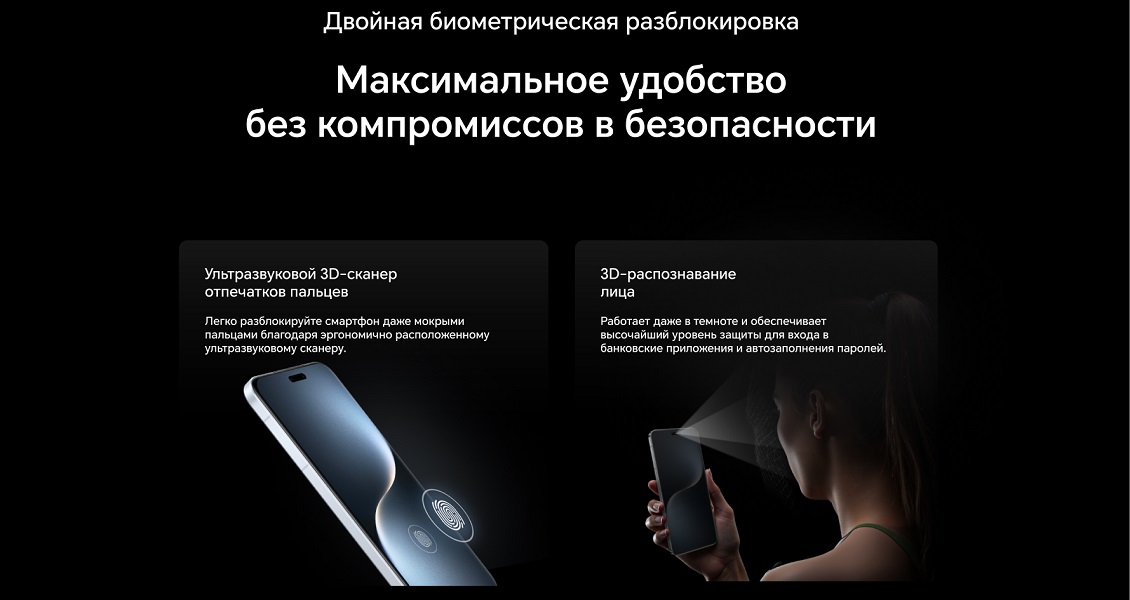 Двойная биометрическая разблокировка
Максимальное удобство
без компромиссов в безопасности
Ультразвуковой 3D-сканер
отпечатков пальцев
Легко разблокируйте смартфон даже мокрыми
пальцами благодаря эргономично расположенному
ультразвуковому сканеру.
3D-распознавание
лица
Работает даже в темноте и обеспечивает
высочайший уровень защиты для входа в
банковские приложения и автозаполнения паролей.